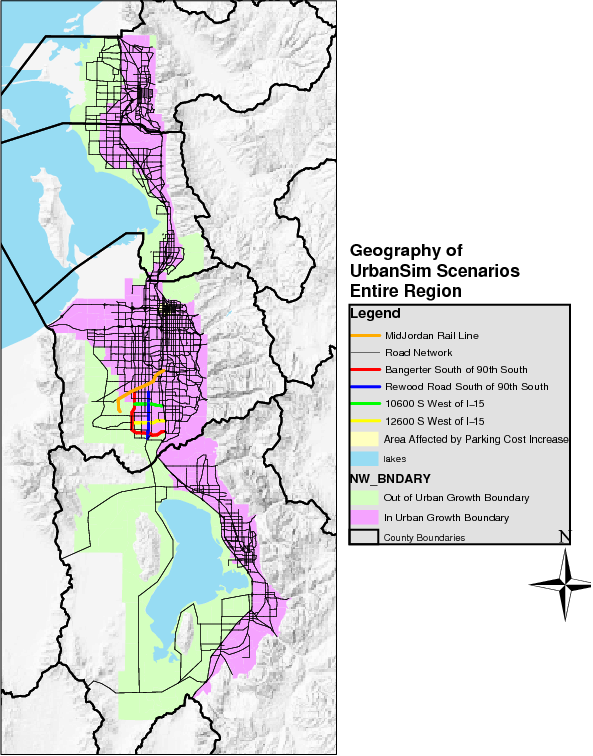 Geography of
UrbanSim Scenarios
Entire Region
Legend
MidJordan Rail Line
Road Network
Bangerter South of 90th South
Rewood Road South of 90th South
10600 S West of I-15
12600 S West of I-15
Area Affected by Parking Cost Increase
lakes
NW_BNDARY
Out of Urban Growth Boundary
In Urban Growth Boundary
County Boundaries
N